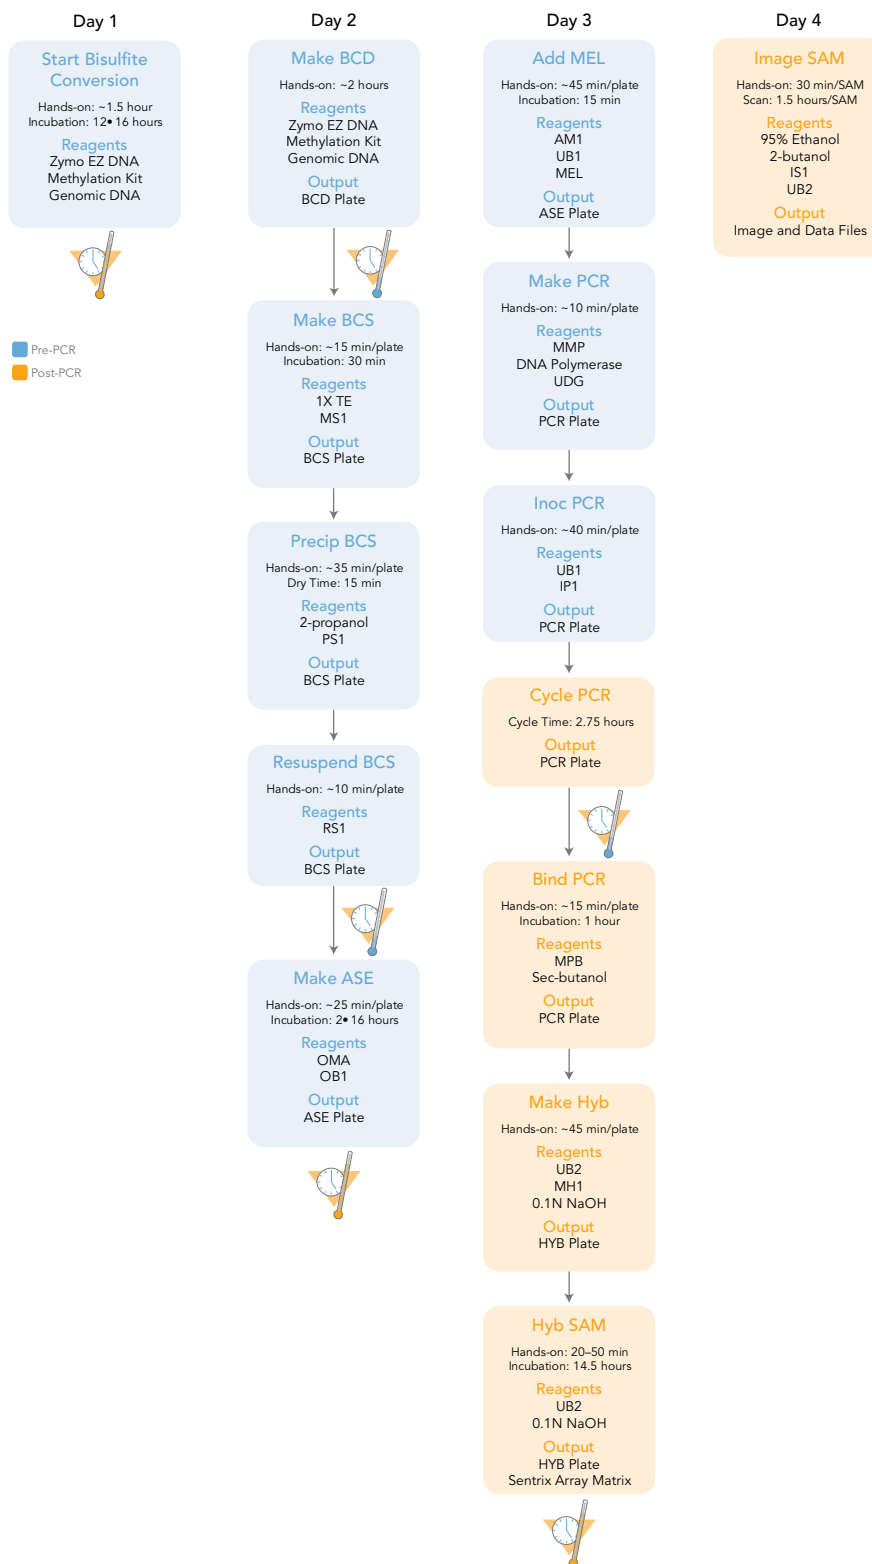 Day 1
Start Bisulfite
Conversion
Hands-on: ~1.5 hour
Incubation: 12• 16 hours
Reagents
Zymo EZ DNA
Methylation Kit
Genomic DNA
Pre-PCR
Post-PCR
Day 2
Make BCD
Hands-on: ~2 hours
Reagents
Zymo EZ DNA
Methylation Kit
Genomic DNA
Output
BCD Plate
Make BCS
Hands-on: ~15 min/plate
Incubation: 30 min
Reagents
1X TE
MS1
Output
BCS Plate
Precip BCS
Hands-on: ~35 min/plate
Dry Time: 15 min
Reagents
2-propanol
PS1
Output
BCS Plate
Resuspend BCS
Hands-on: ~10 min/plate
Reagents
RS1
Output
BCS Plate
Make ASE
Hands-on: ~25 min/plate
Incubation: 2• 16 hours
Reagents
OMA
OB1
Output
ASE Plate
Day 3
Add MEL
Hands-on: ~45 min/plate
Incubation: 15 min
Reagents
AM1
UB1
MEL
Output
ASE Plate
Make PCR
Hands-on: ~10 min/plate
Reagents
MMP
DNA Polymerase
UDG
Output
PCR Plate
Inoc PCR
Hands-on: ~40 min/plate
Reagents
UB1
IP1
Output
PCR Plate
Cycle PCR
Cycle Time: 2.75 hours
Output
PCR Plate
Bind PCR
Hands-on: ~15 min/plate
Incubation: 1 hour
Reagents
MPB
Sec-butanol
Output
PCR Plate
Make Hyb
Hands-on: ~45 min/plate
Reagents
UB2
MH1
0.1N NaOH
Output
HYB Plate
Hyb SAM
Hands-on: 20–50 min
Incubation: 14.5 hours
Reagents
UB2
0.1N NaOH
Output
HYB Plate
Sentrix Array Matrix
Day 4
Image SAM
Hands-on: 30 min/SAM
Scan: 1.5 hours/SAM
Reagents
95% Ethanol
2-butanol
IS1
UB2
Output
Image and Data Files